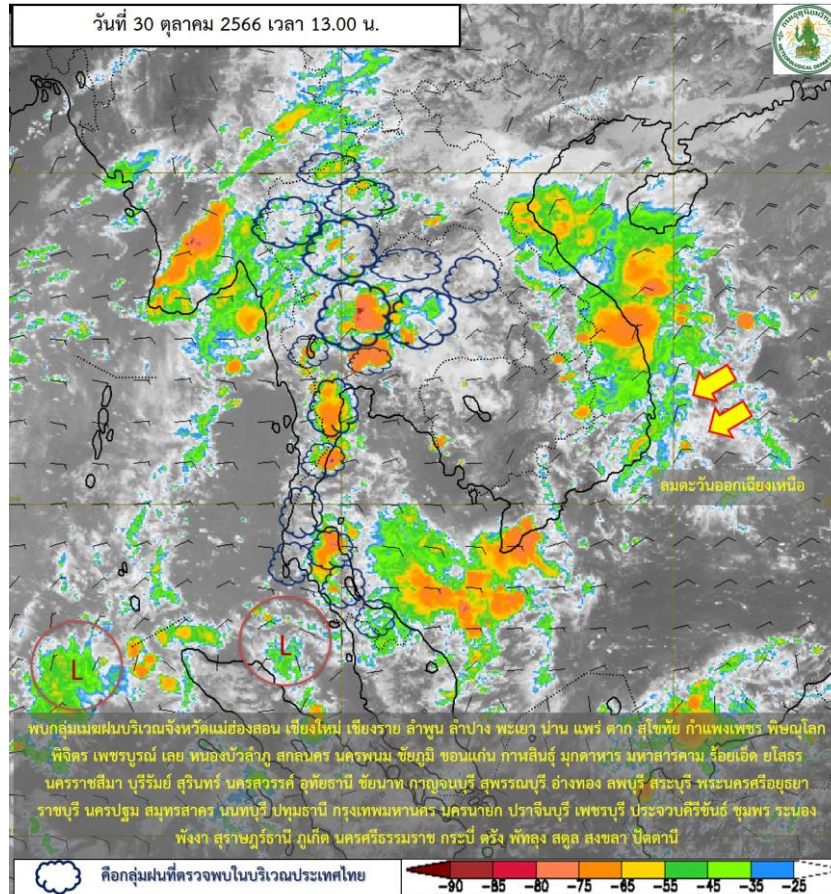 วันที่ 30 ตุลาคม 2566 เวลา 13.00 น.
กรมอุตุนิยมวิทยา
METEOROLOGICAL DEPARTMENT
ลมตะวันออกเฉียงเหนือ
L
L
พบกลุ่มเมฆฝนบริเวณจังหวัดแม่ฮ่องสอน เชียงใหม่ เชียงราย ลำพูน ลำปาง พะเยา น่าน แพร่ ตาก สุโขทัย กำแพงเพชร พิษณุโลก
พิจิตร เพชรบูรณ์ เลย หนองบัวลำภู สกลนคร นครพนม ชัยภูมิ ขอนแก่น กาฬสินธุ์ มุกดาหาร มหาสารคาม ร้อยเอ็ด ยโสธร
นครราชสีมา บุรีรัมย์ สุรินทร์ นครสวรรค์ อุทัยธานี ชัยนาท กาญจนบุรี สุพรรณบุรี อ่างทอง ลพบุรี สระบุรี พระนครศรีอยุธยา
ราชบุรี นครปฐม สมุทรสาคร นนทบุรี ปทุมธานี กรุงเทพมหานคร นครนายก ปราจีนบุรี เพชรบุรี ประจวบคีรีขันธ์ ชุมพร ระนอง
พังงา สุราษฎร์ธานี ภูเก็ต นครศรีธรรมราช กระบี่ ตรัง พัทลุง สตูล สงขลา ปัตตานี
คือกลุ่มฝนที่ตรวจพบในบริเวณประเทศไทย
-90 -85 -80 -75 -65 -55 -45 -35 25